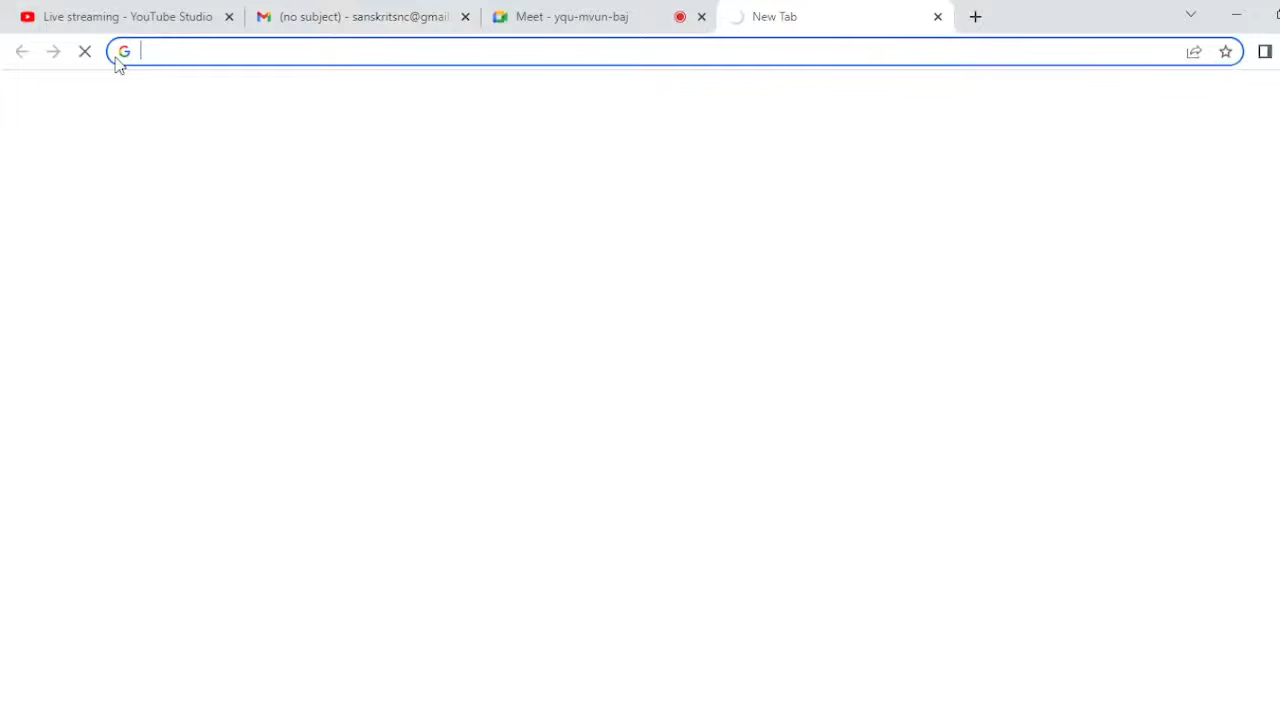 Live streaming - YouTube Studio
(no subject) - sanskritsnc@gmail
Meet - yqu-mvun-baj
New Tab